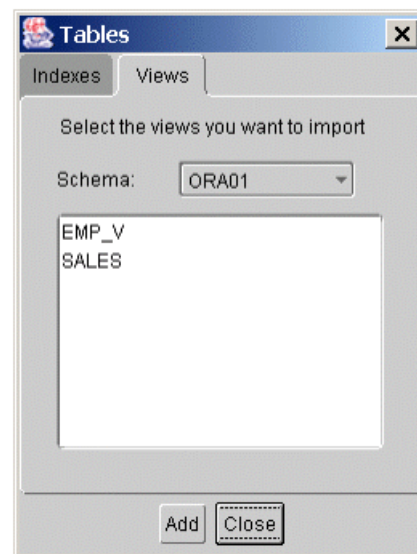 Tables
Indexes Views
Select the views you want to import
Schema: ORA01
EMP_V
SALES
Add Close